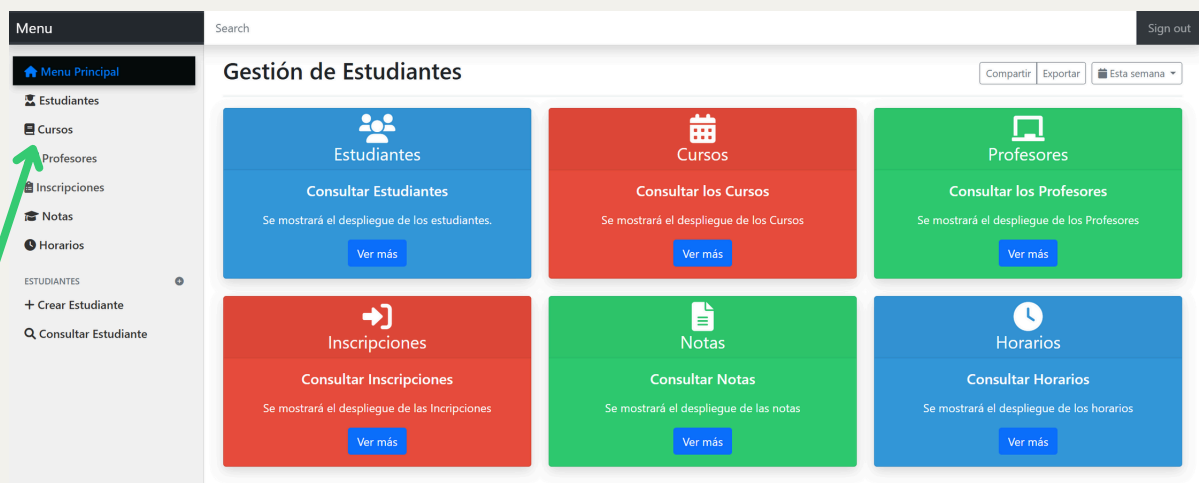 Menu
Search
Sign out
Menu Principal
Estudiantes
Cursos
Profesores
Inscripciones
Notas
Horarios
ESTUDIANTES
Crear Estudiante
Consultar Estudiante
Gestión de Estudiantes
Compartir
Exportar
Esta semana
Estudiantes
Consultar Estudiantes
Se mostrará el despliegue de los estudiantes.
Ver más
Cursos
Consultar los Cursos
Se mostrará el despliegue de los Cursos
Ver más
Profesores
Consultar los Profesores
Se mostrará el despliegue de los Profesores
Ver más
Inscripciones
Consultar Inscripciones
Se mostrará el despliegue de las Incripciones
Ver más
Notas
Consultar Notas
Se mostrará el despliegue de las notas
Ver más
Horarios
Consultar Horarios
Se mostrará el despliegue de los horarios
Ver más